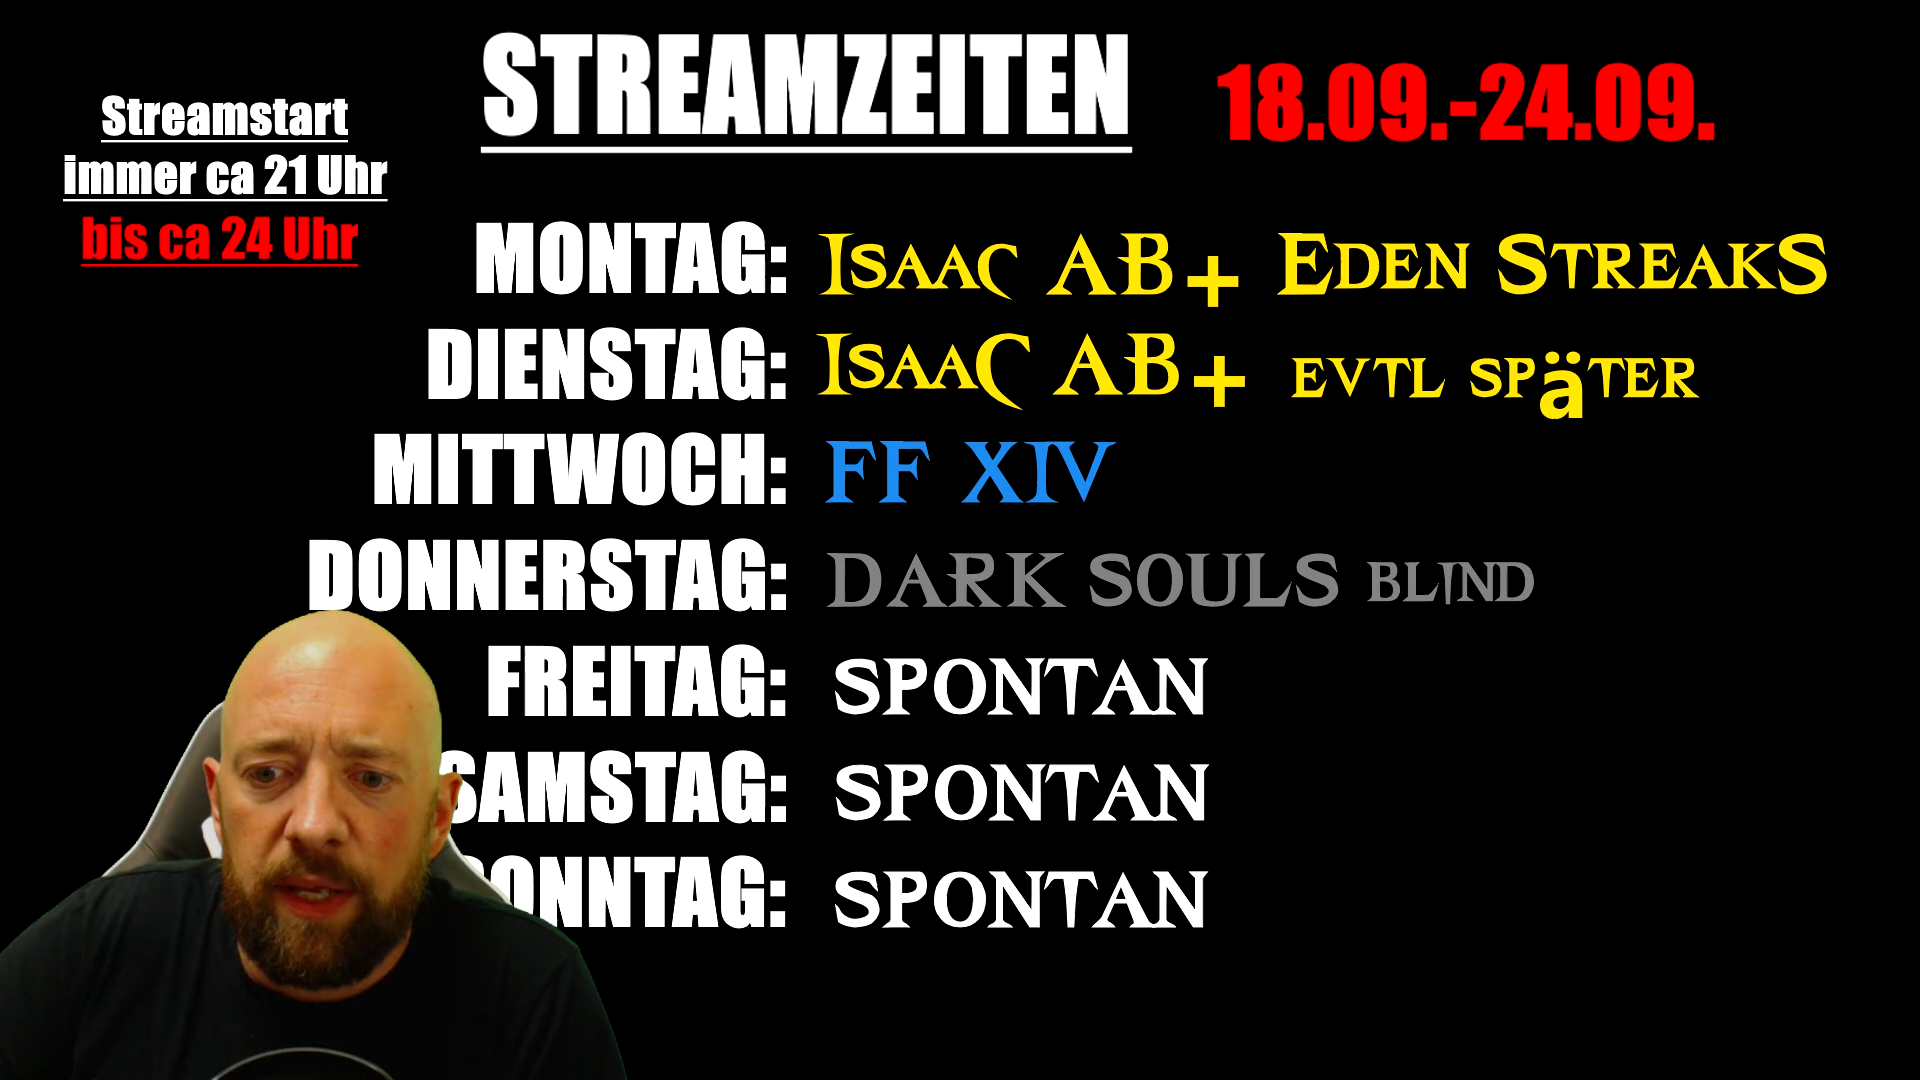 STREAMZEITEN 18.09.-24.09.
Streamstart
immer ca 21 Uhr
bis ca 24 Uhr
MONTAG: Isaac AB+ Eden StreakS
DIENSTAG: IsaaC AB+ evtl später
MITTWOCH: FF XIV
DONNERSTAG: DARK SOULS BLIND
FREITAG: SPONTAN
SAMSTAG: SPONTAN
SONNTAG: SPONTAN